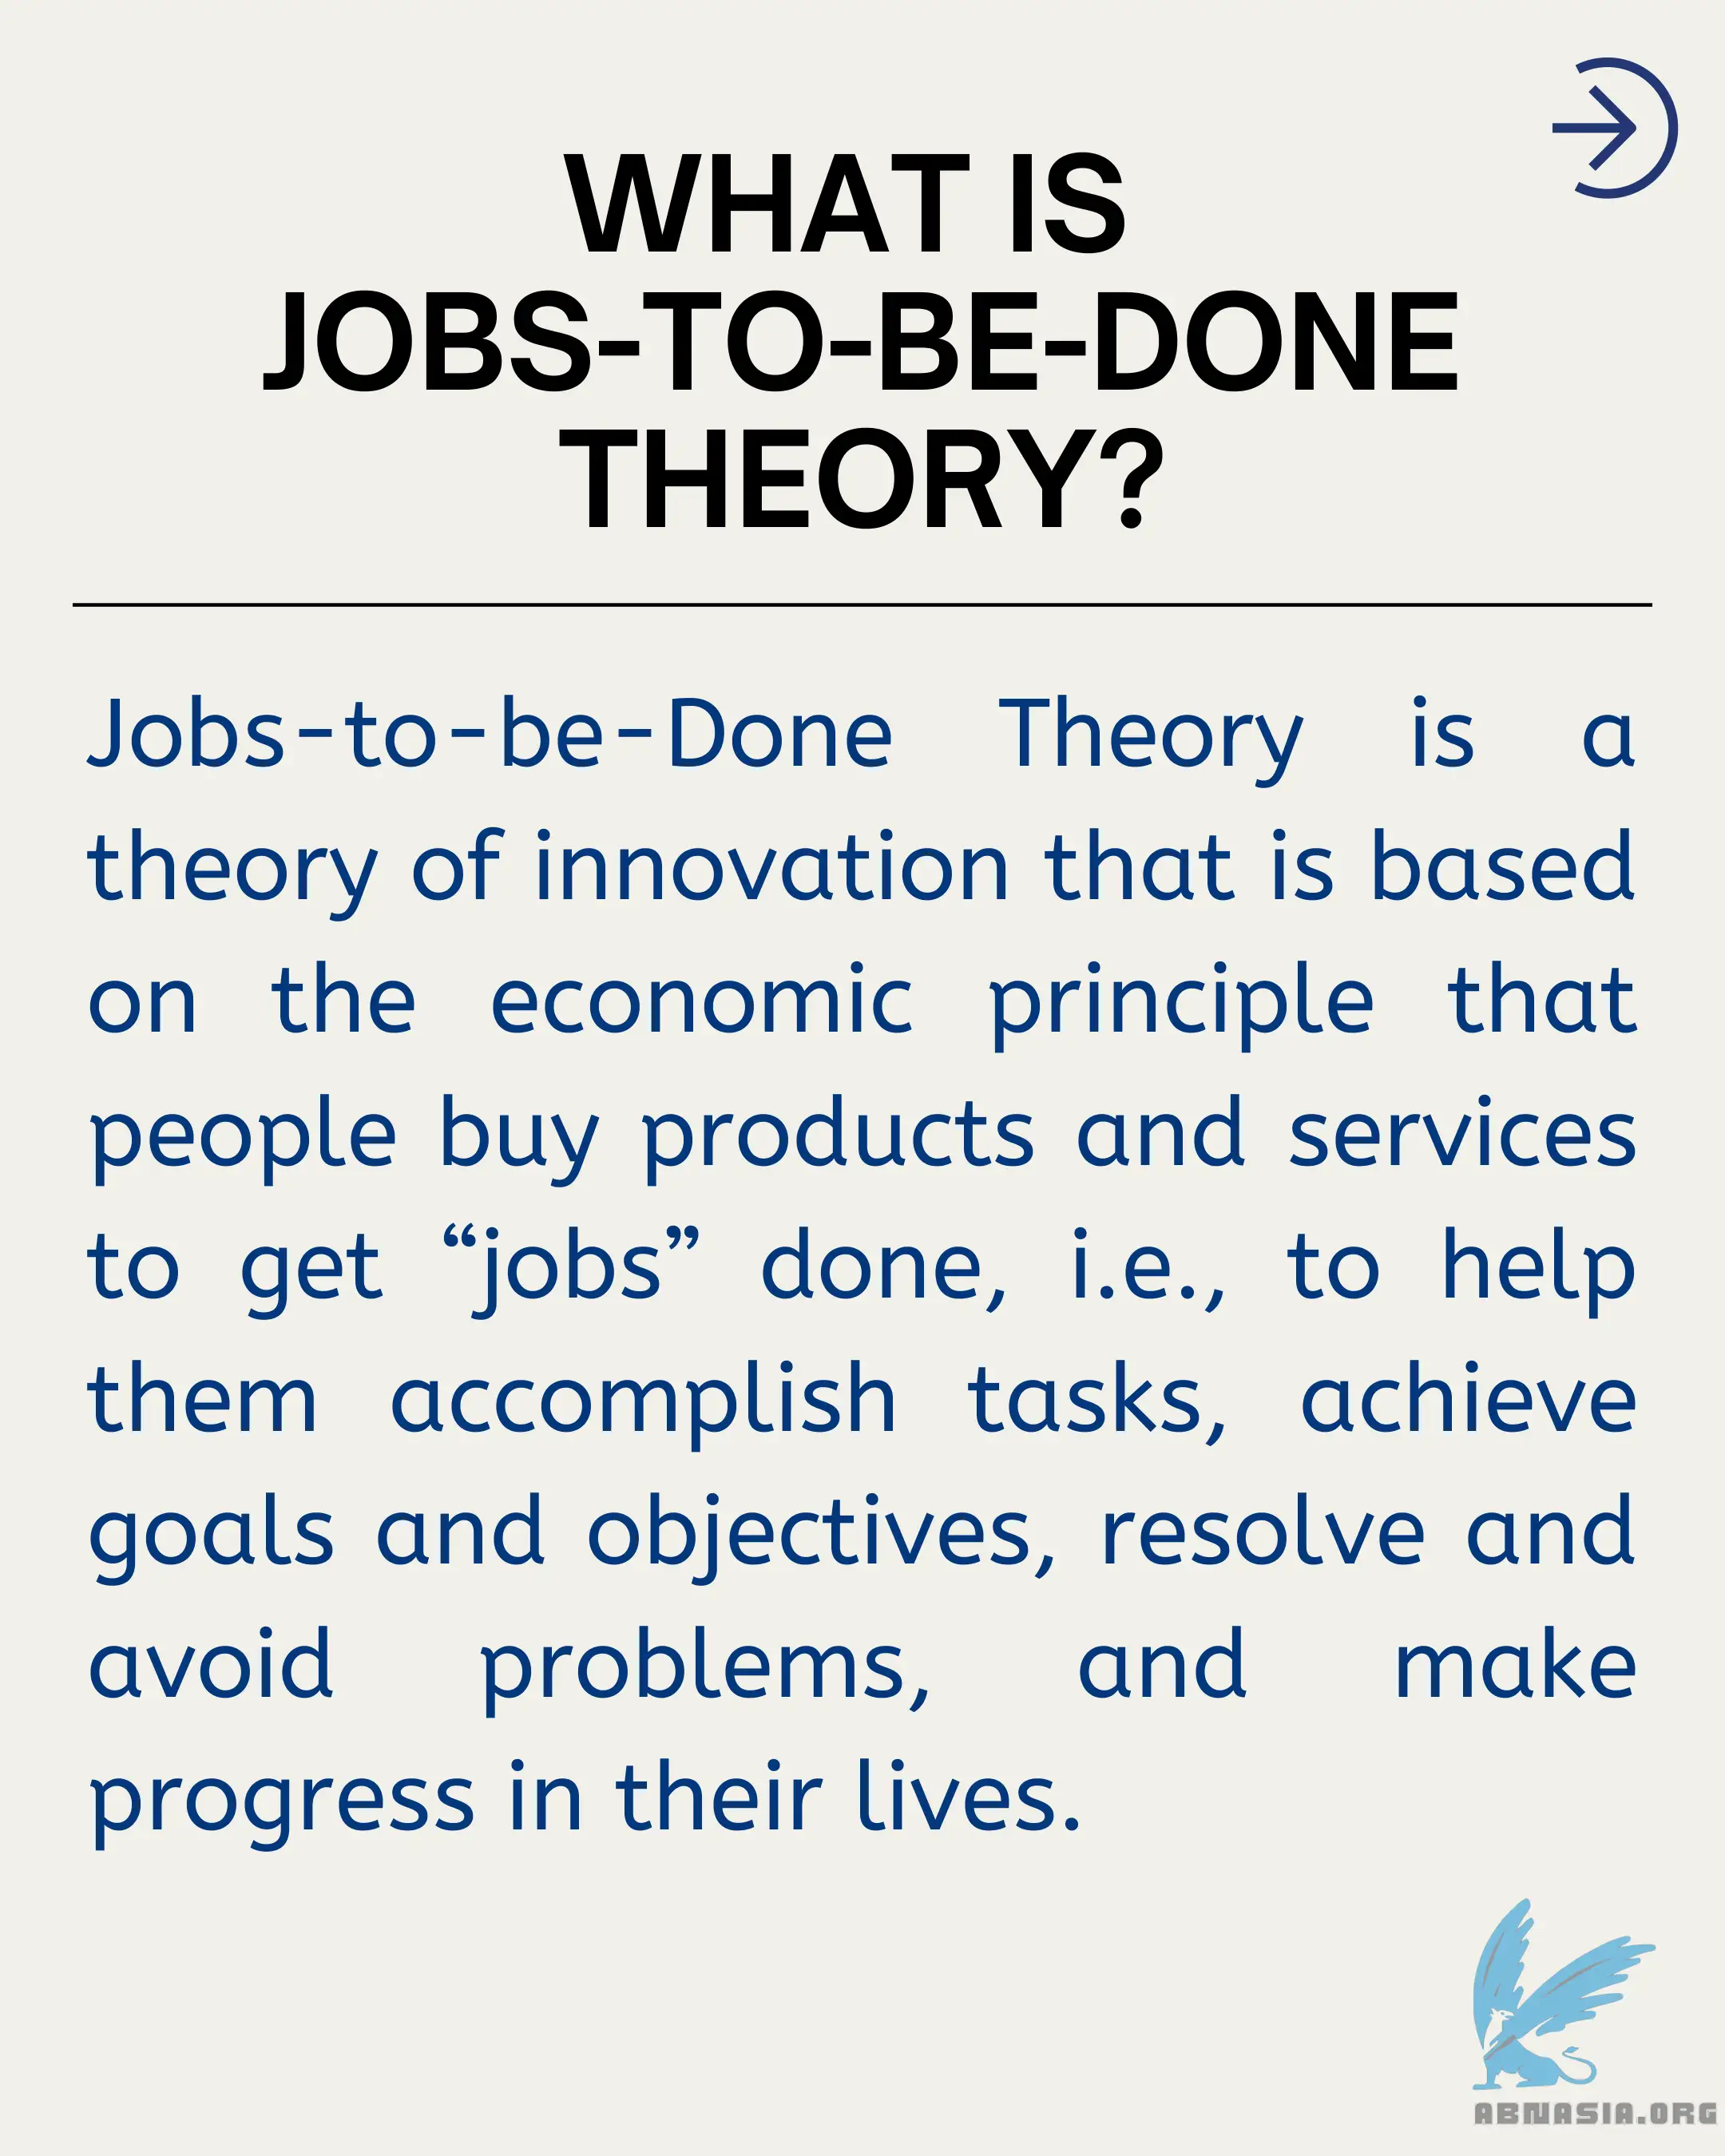 WHAT IS
JOBS-TO-BE-DONE
THEORY?
Jobs-to-be-Done Theory is a
theory of innovation that is based
on the economic principle that
people buy products and services
to get “jobs” done, i.e., to help
them accomplish tasks, achieve
goals and objectives, resolve and
avoid problems, and make
progress in their lives.
ABNASIA.ORG